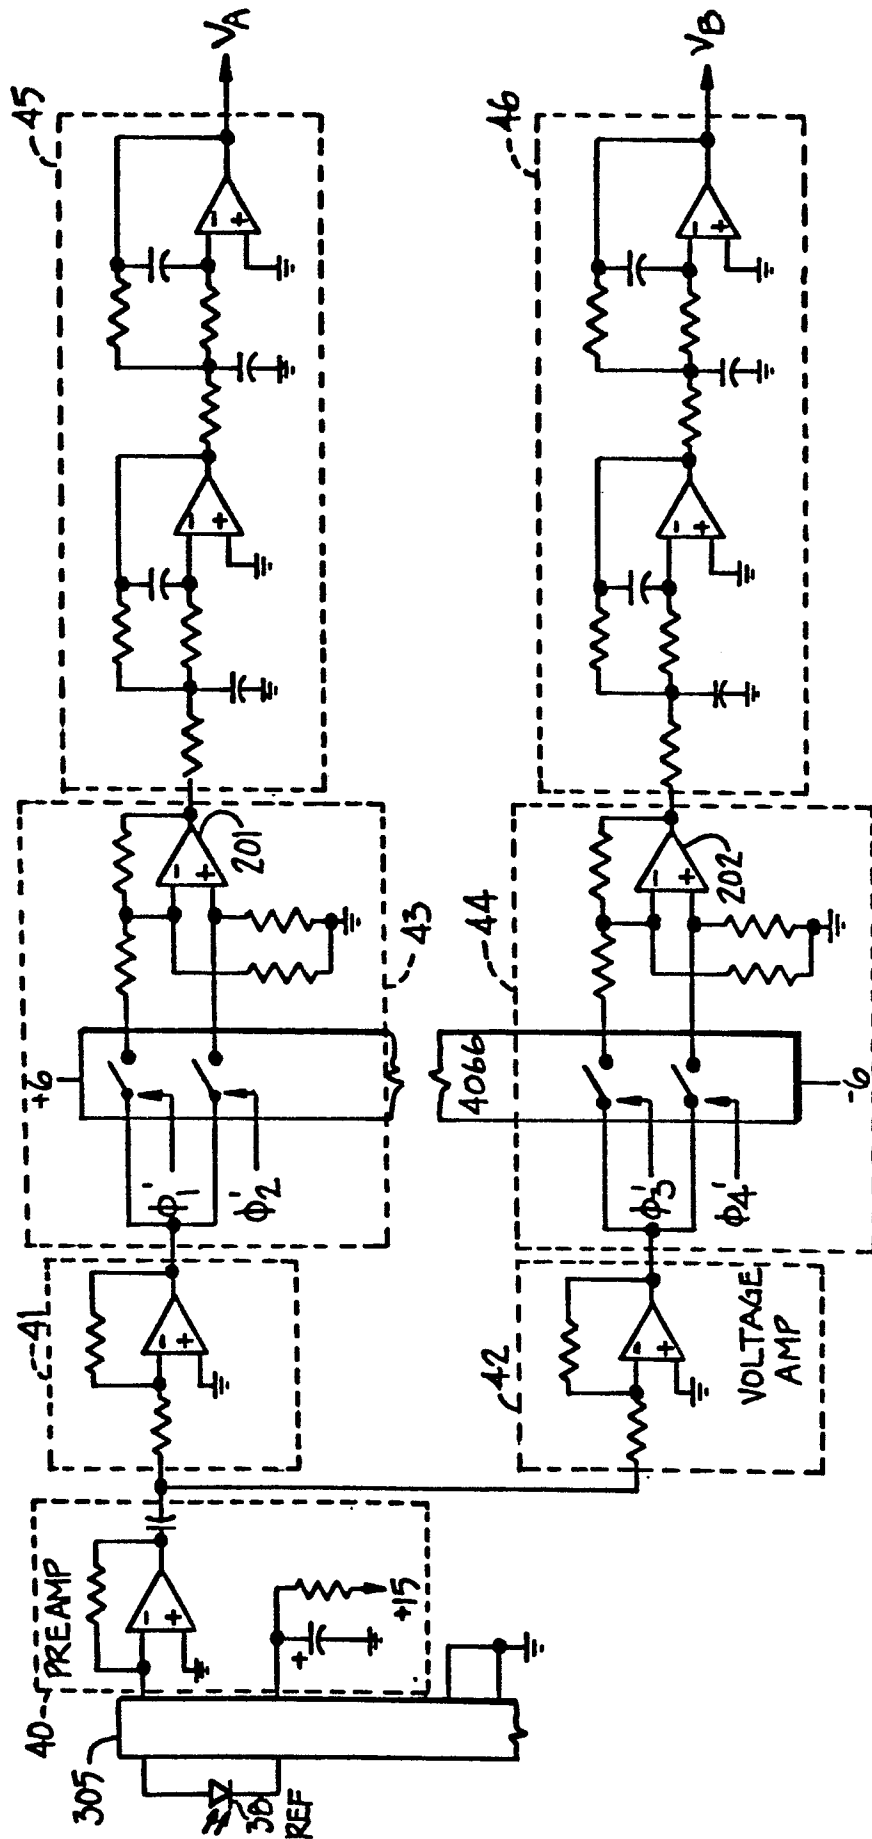 305
38
REF
40
PREAMP
- +
+
+15
41
- +
42
- +
VOLTAGE
AMP
+6
ϕ1'
ϕ2'
43
- +
201
4066
-6
ϕ3'
ϕ4'
44
- +
202
45
- +
- +
VA
46
- +
- +
VB